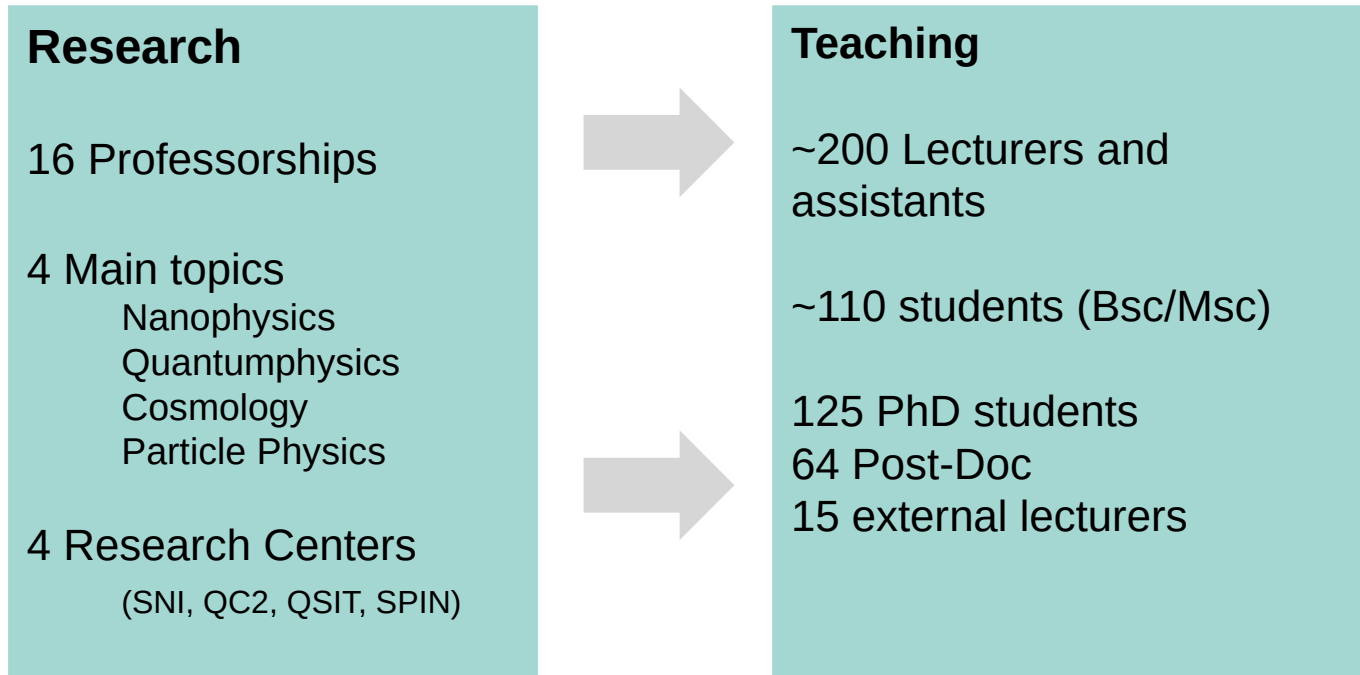 Research
16 Professorships
4 Main topics
Nanophysics
Quantumphysics
Cosmology
Particle Physics
4 Research Centers
(SNI, QC2, QSIT, SPIN)
Teaching
~200 Lecturers and
assistants
~110 students (Bsc/Msc)
125 PhD students
64 Post-Doc
15 external lecturers